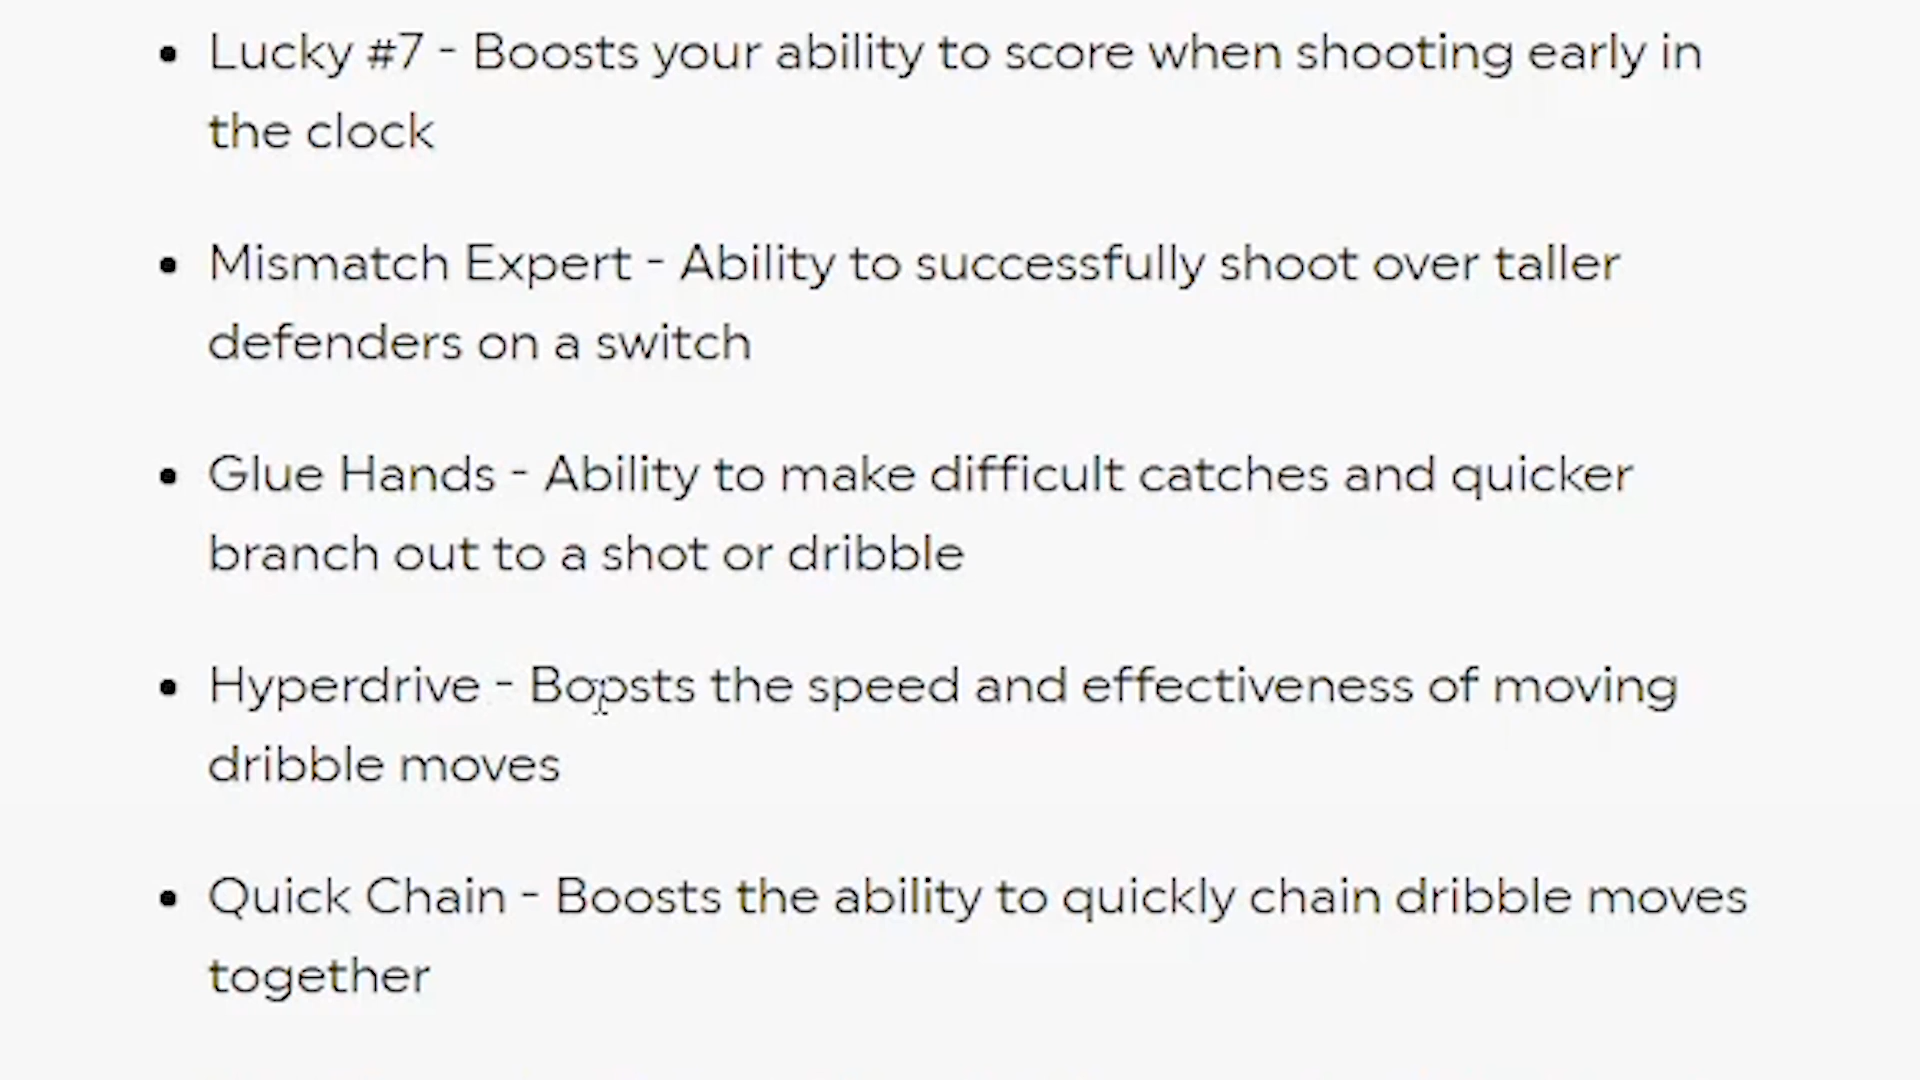 • Lucky #7 - Boosts your ability to score when shooting early in
the clock
• Mismatch Expert - Ability to successfully shoot over taller
defenders on a switch
• Glue Hands - Ability to make difficult catches and quicker
branch out to a shot or dribble
• Hyperdrive - Boosts the speed and effectiveness of moving
dribble moves
• Quick Chain - Boosts the ability to quickly chain dribble moves
together